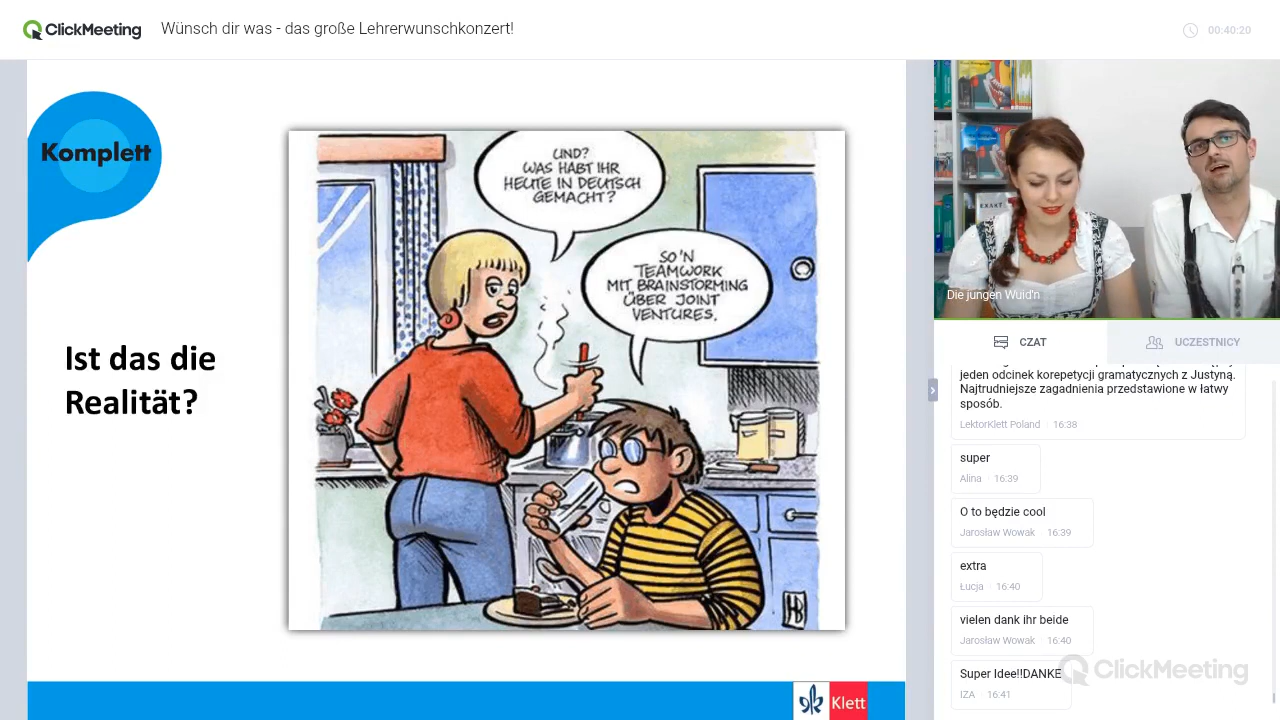 ClickMeeting
Wünsch dir was - das große Lehrerwunschkonzert!
00:40:20
Komplett
UND?
WAS HABT IHR
HEUTE IN DEUTSCH
GEMACHT?
SO'N
TEAMWORK
MIT BRAINSTORMING
ÜBER JOINT
VENTURES.
Ist das die
Realität?
HB
Klett
EXAKT
Die jungen Wuid'n
CZAT
UCZESTNICY
jeden odcinek korepetycji gramatycznych z Justyną.
Najtrudniejsze zagadnienia przedstawione w łatwy
sposób.
LektorKlett Poland 16:38
super
Alina 16:39
O to będzie cool
Jarosław Wowak 16:39
extra
Łucja 16:40
vielen dank ihr beide
Jarosław Wowak 16:40
Super Idee!!DANKE
IZA 16:41
ClickMeeting